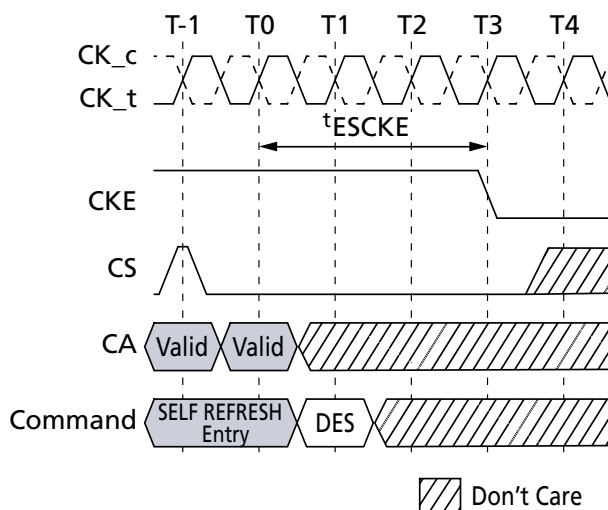 T-1 T0 T1 T2 T3 T4
CK_c
CK_t
tESCKE
CKE
CS
CA Valid Valid
Command SELF REFRESH Entry DES
Don't Care